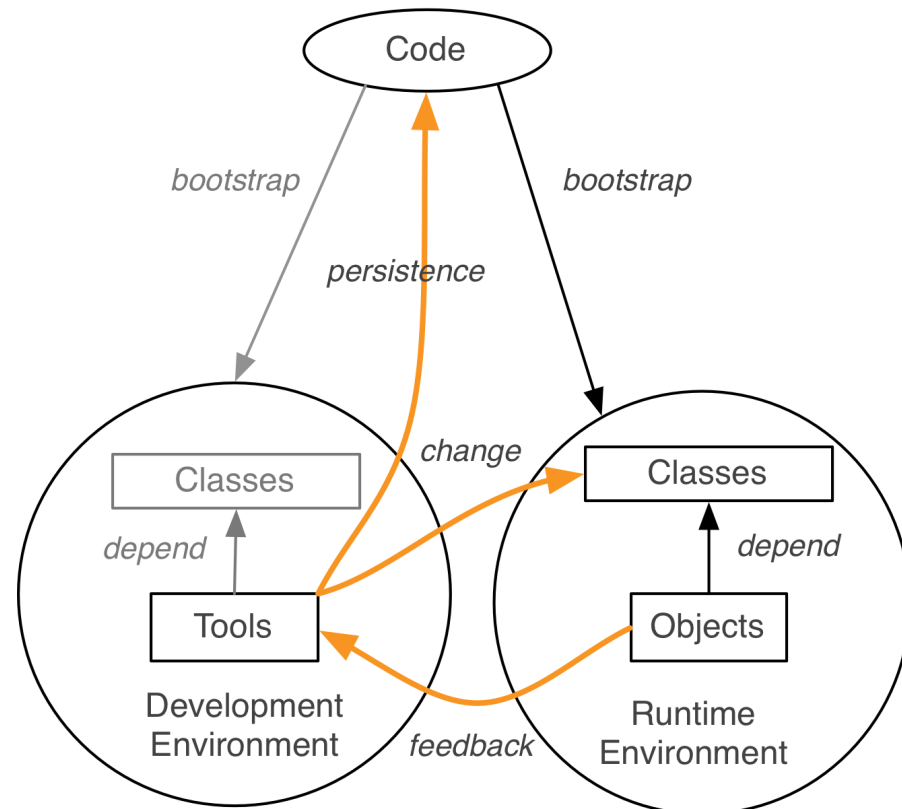 Code
bootstrap
bootstrap
persistence
change
Classes
Classes
depend
depend
Tools
Objects
Development
Environment
Runtime
Environment
feedback